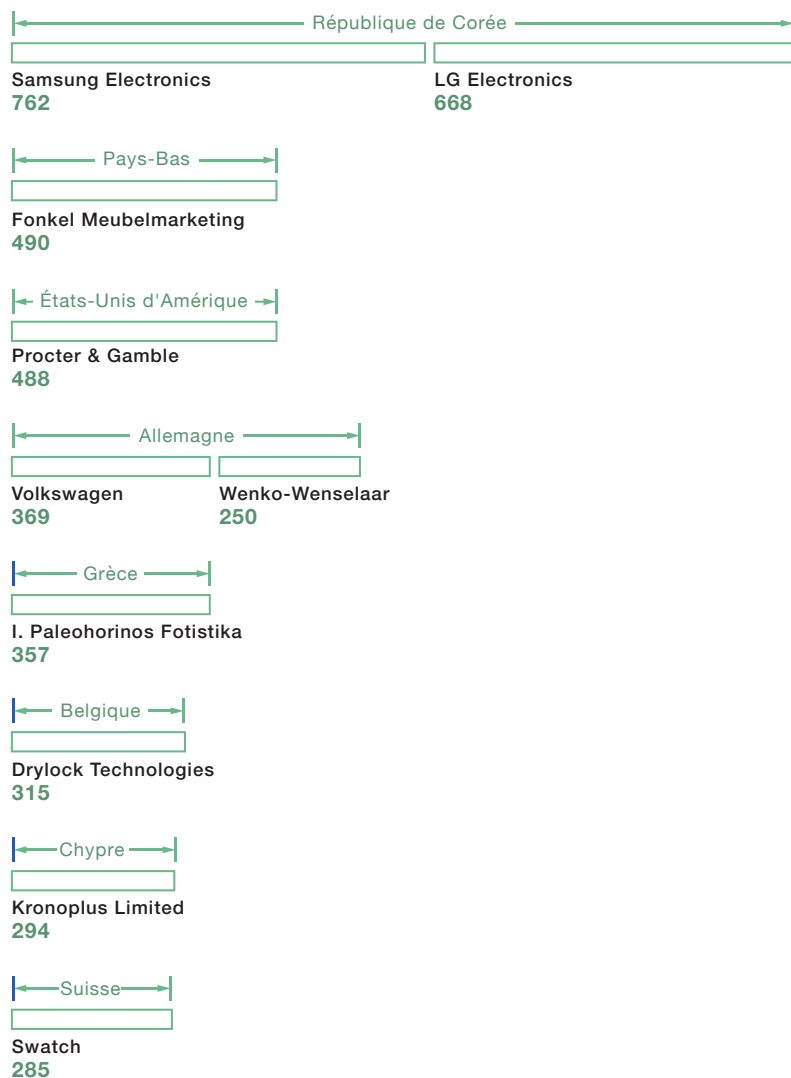 République de Corée
Samsung Electronics
762
LG Electronics
668
Pays-Bas
Fonkel Meubelmarketing
490
États-Unis d'Amérique
Procter & Gamble
488
Allemagne
Volkswagen
369
Wenko-Wenselaar
250
Grèce
I. Paleohorinos Fotistika
357
Belgique
Drylock Technologies
315
Chypre
Kronoplus Limited
294
Suisse
Swatch
285